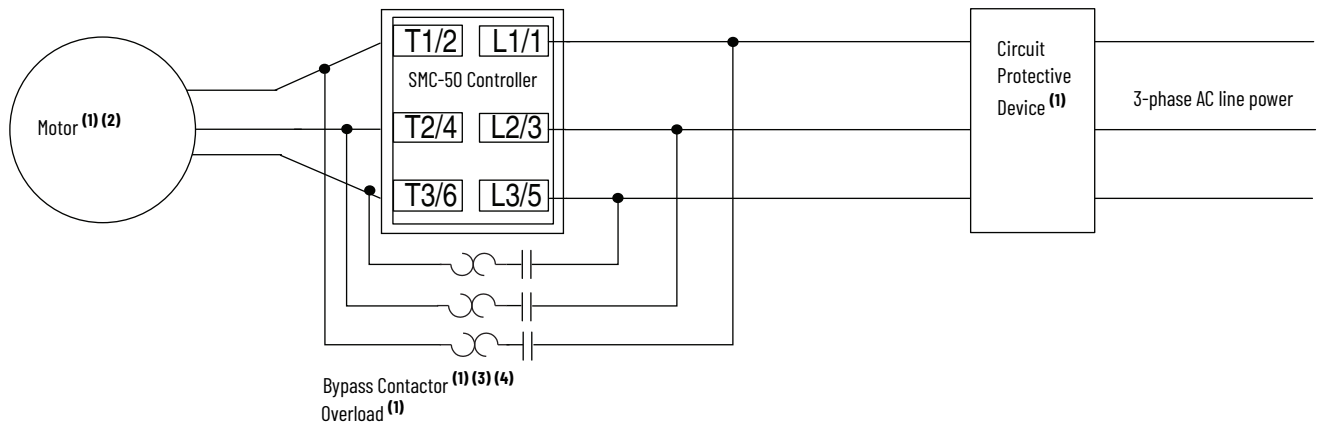 T1/2 L1/1
SMC-50 Controller
T2/4 L2/3
T3/6 L3/5
Motor (1) (2)
Circuit
Protective
Device (1)
3-phase AC line power
Bypass Contactor (1) (3) (4)
Overload (1)